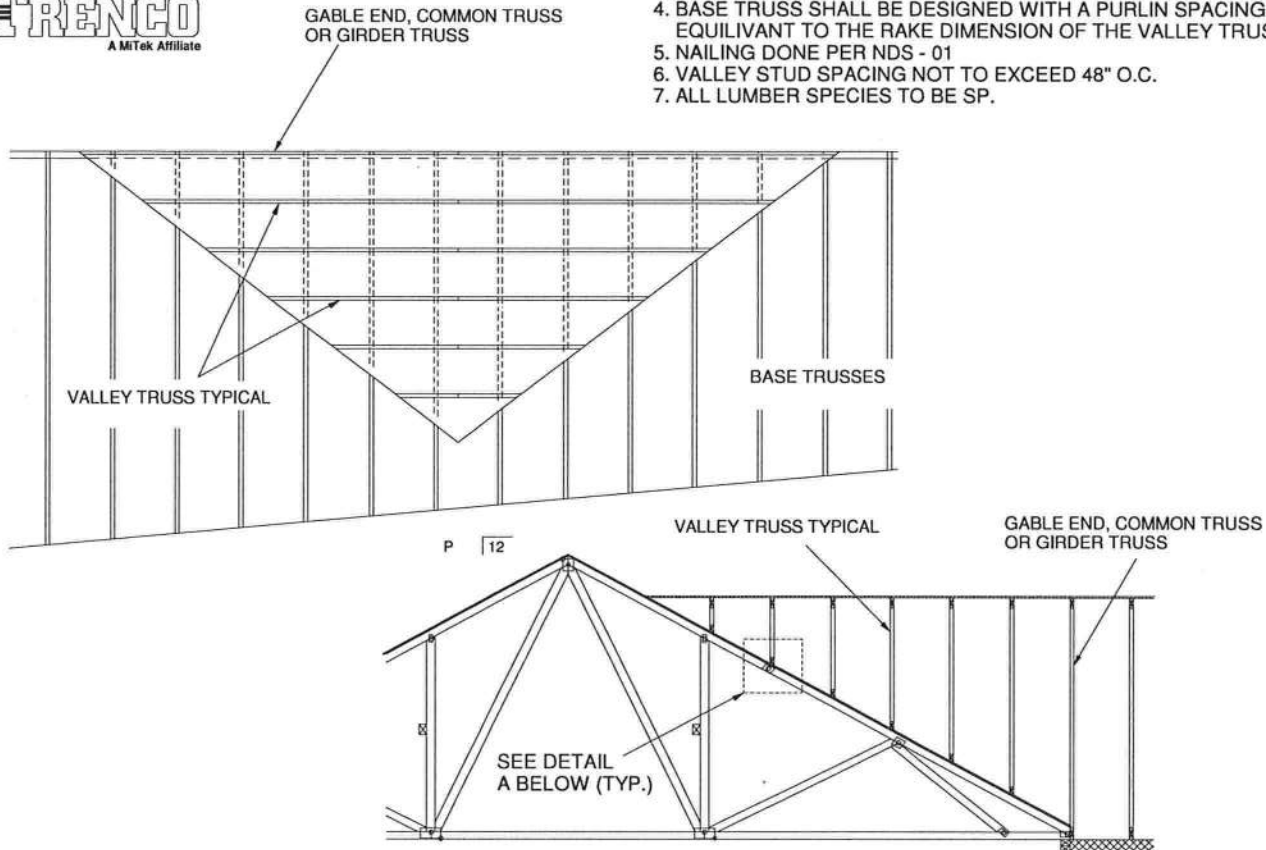 TRENCO
A MiTek Affiliate
GABLE END, COMMON TRUSS
OR GIRDER TRUSS
4. BASE TRUSS SHALL BE DESIGNED WITH A PURLIN SPACING
EQUILIVANT TO THE RAKE DIMENSION OF THE VALLEY TRUS
5. NAILING DONE PER NDS - 01
6. VALLEY STUD SPACING NOT TO EXCEED 48" O.C.
7. ALL LUMBER SPECIES TO BE SP.
VALLEY TRUSS TYPICAL
BASE TRUSSES
P 12
VALLEY TRUSS TYPICAL
GABLE END, COMMON TRUSS
OR GIRDER TRUSS
SEE DETAIL
A BELOW (TYP.)